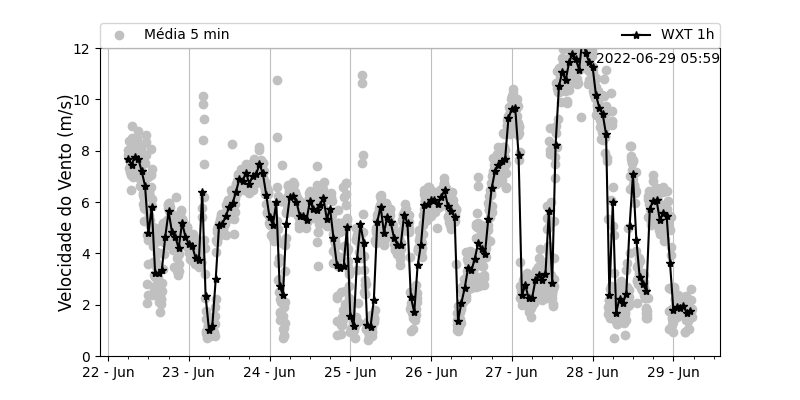 Média 5 min
WXT 1h
2022-06-29 05:59
Velocidade do Vento (m/s)
12
10
8
6
4
2
0
22 - Jun
23 - Jun
24 - Jun
25 - Jun
26 - Jun
27 - Jun
28 - Jun
29 - Jun